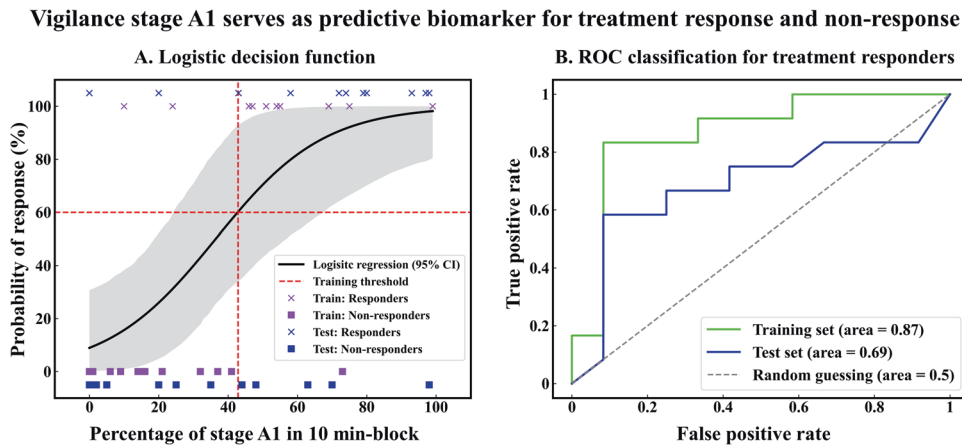 Vigilance stage A1 serves as predictive biomarker for treatment response and non-response
A. Logistic decision function
Probability of response (%)
100
80
60
40
20
0
Logisitc regression (95% CI)
Training threshold
Train: Responders
Train: Non-responders
Test: Responders
Test: Non-responders
0 20 40 60 80 100
Percentage of stage A1 in 10 min-block
B. ROC classification for treatment responders
True positive rate
1
0.8
0.6
0.4
0.2
0
Training set (area = 0.87)
Test set (area = 0.69)
Random guessing (area = 0.5)
0 0.2 0.4 0.6 0.8 1
False positive rate